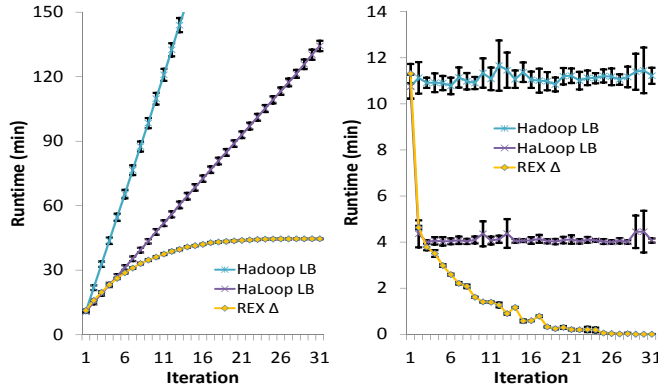 150
120
90
60
30
0
Runtime (min)
Hadoop LB
HaLoop LB
REX Δ
1 6 11 16 21 26 31
Iteration
14
12
10
8
6
4
2
0
Runtime (min)
Hadoop LB
HaLoop LB
REX Δ
1 6 11 16 21 26 31
Iteration